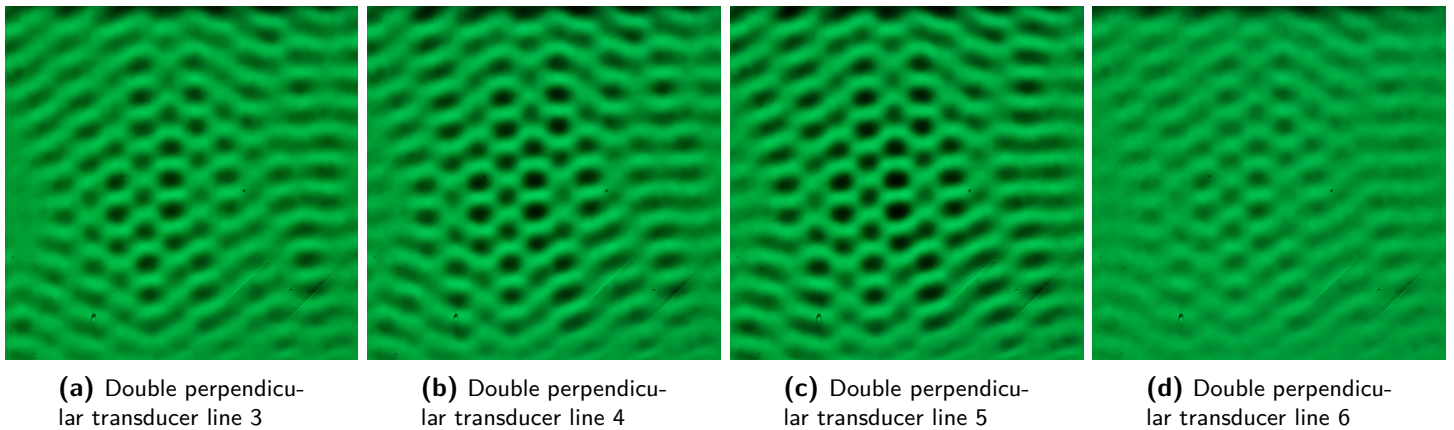 (a) Double perpendicu-
lar transducer line 3
(b) Double perpendicu-
lar transducer line 4
(c) Double perpendicu-
lar transducer line 5
(d) Double perpendicu-
lar transducer line 6